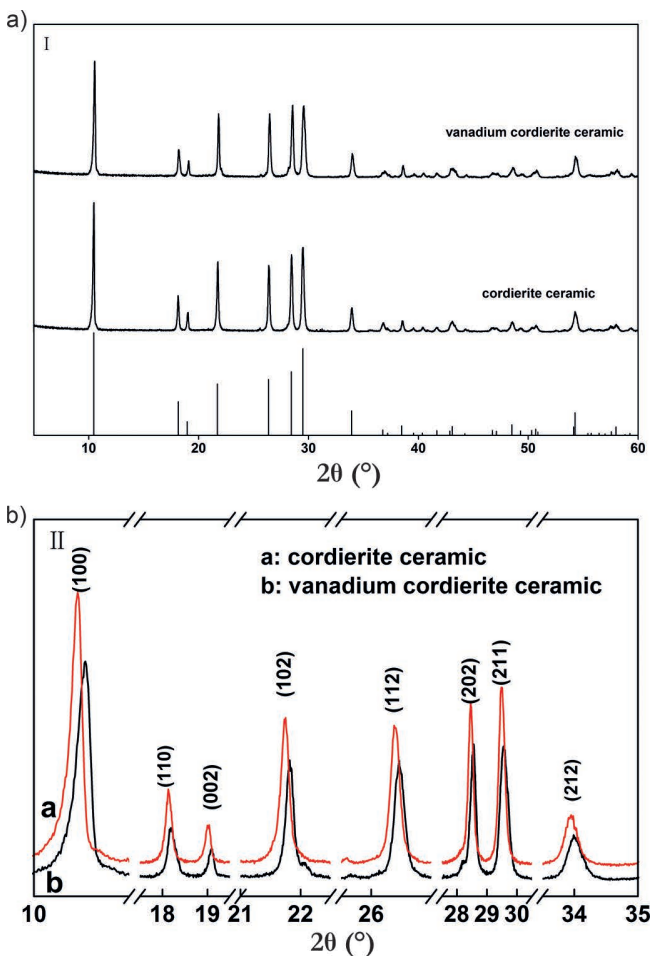 a)
I
vanadium cordierite ceramic
cordierite ceramic
10 20 30 40 50 60
2θ (°)
b)
II
a: cordierite ceramic
b: vanadium cordierite ceramic
(100) (110) (002) (102) (112) (202) (211) (212)
a
b
10 18 19 21 22 26 28 29 30 34 35
2θ (°)